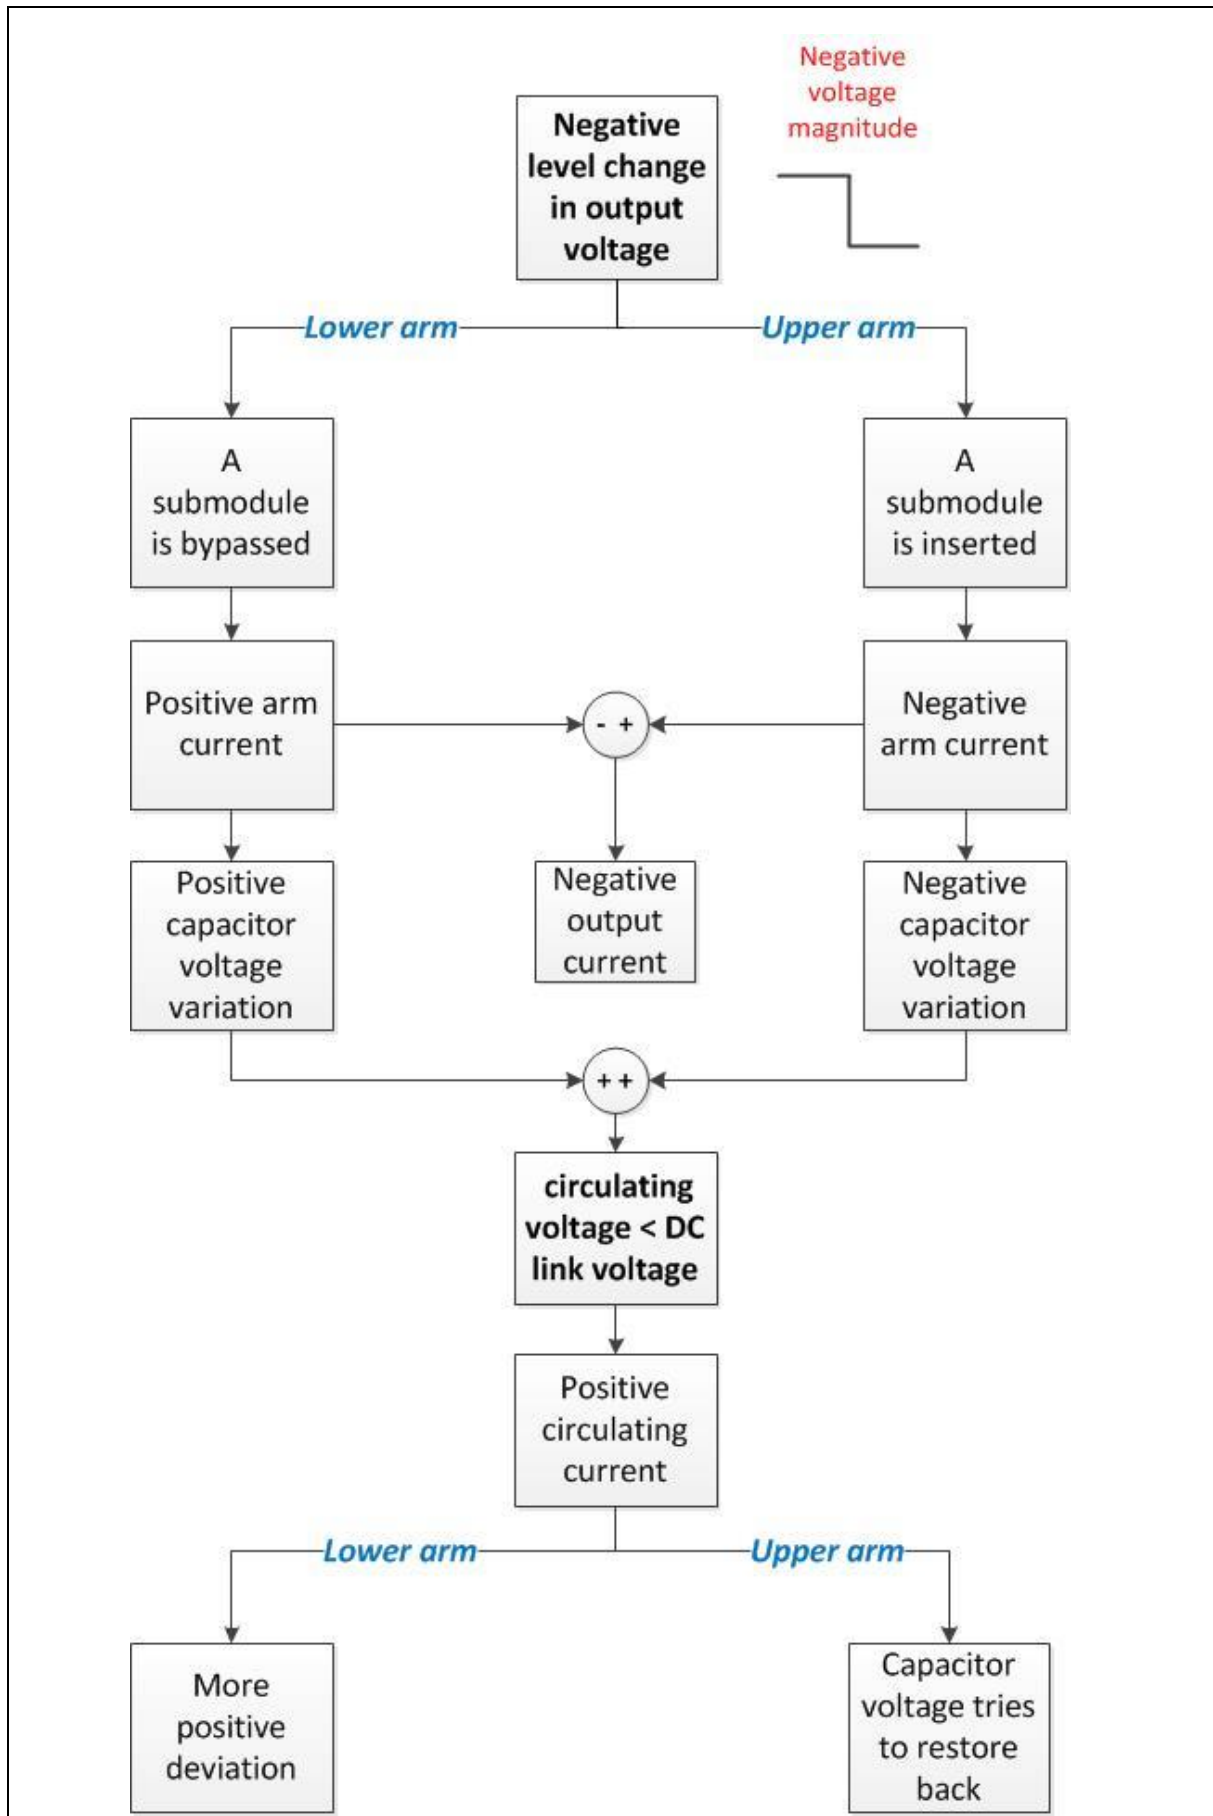 Negative
voltage
magnitude
Negative
level change
in output
voltage
Lower arm
Upper arm
A
submodule
is bypassed
A
submodule
is inserted
Positive arm
current
- +
Negative
arm current
Positive
capacitor
voltage
variation
Negative
output
current
Negative
capacitor
voltage
variation
++
circulating
voltage < DC
link voltage
Positive
circulating
current
Lower arm
Upper arm
More
positive
deviation
Capacitor
voltage tries
to restore
back